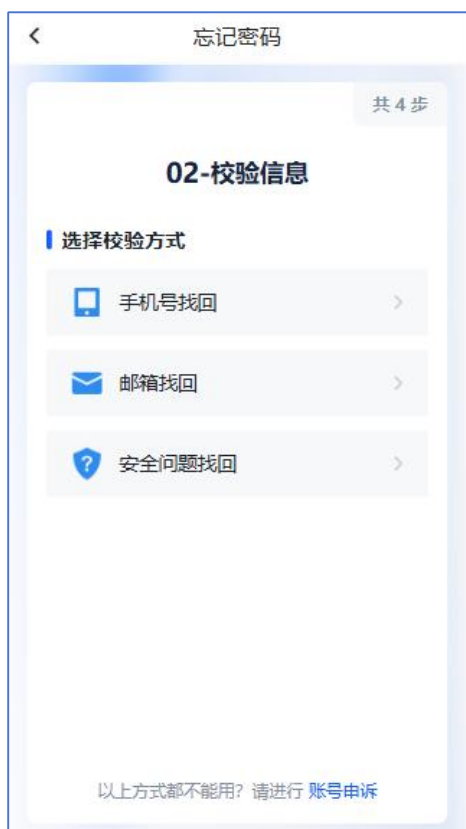 忘记密码
共4步
02-校验信息
选择校验方式
手机号找回
邮箱找回
安全问题找回
以上方式都不能用？请进行 账号申诉